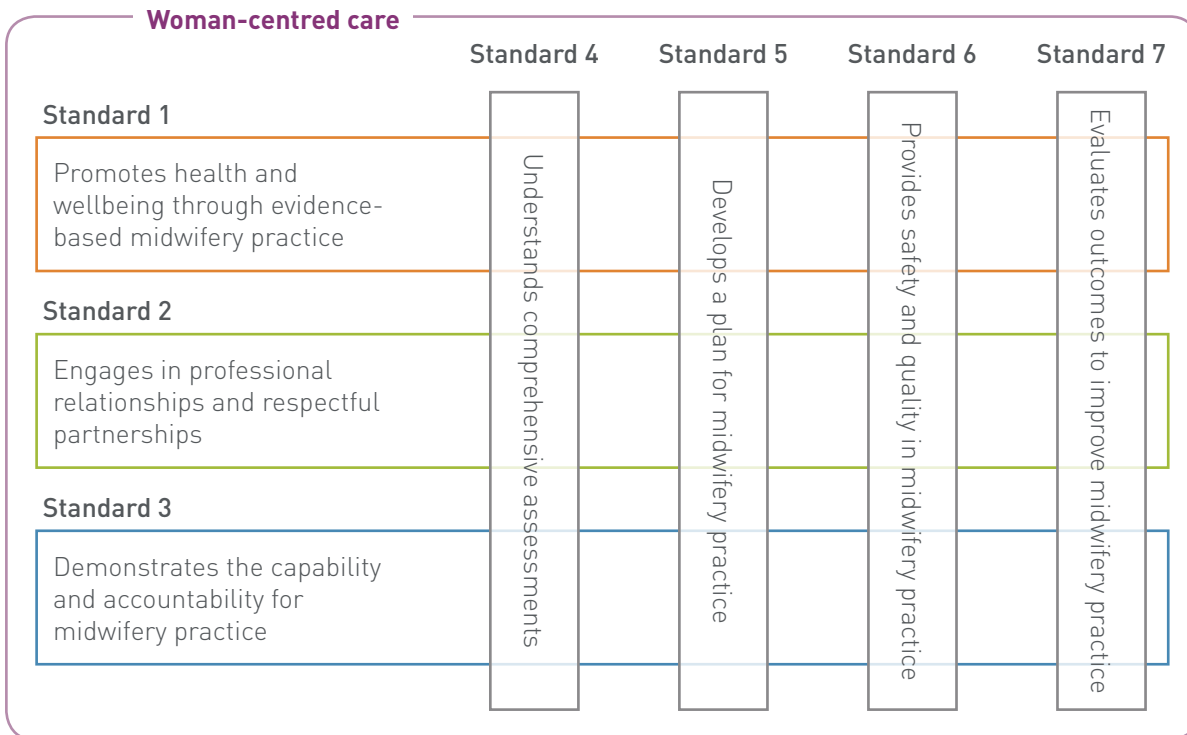 Woman-centred care
Standard 4
Standard 5
Standard 6
Standard 7
Standard 1
Promotes health and
wellbeing through evidence-
based midwifery practice
Standard 2
Engages in professional
relationships and respectful
partnerships
Standard 3
Demonstrates the capability
and accountability for
midwifery practice
Understands comprehensive assessments
Develops a plan for midwifery practice
Provides safety and quality in midwifery practice
Evaluates outcomes to improve midwifery practice